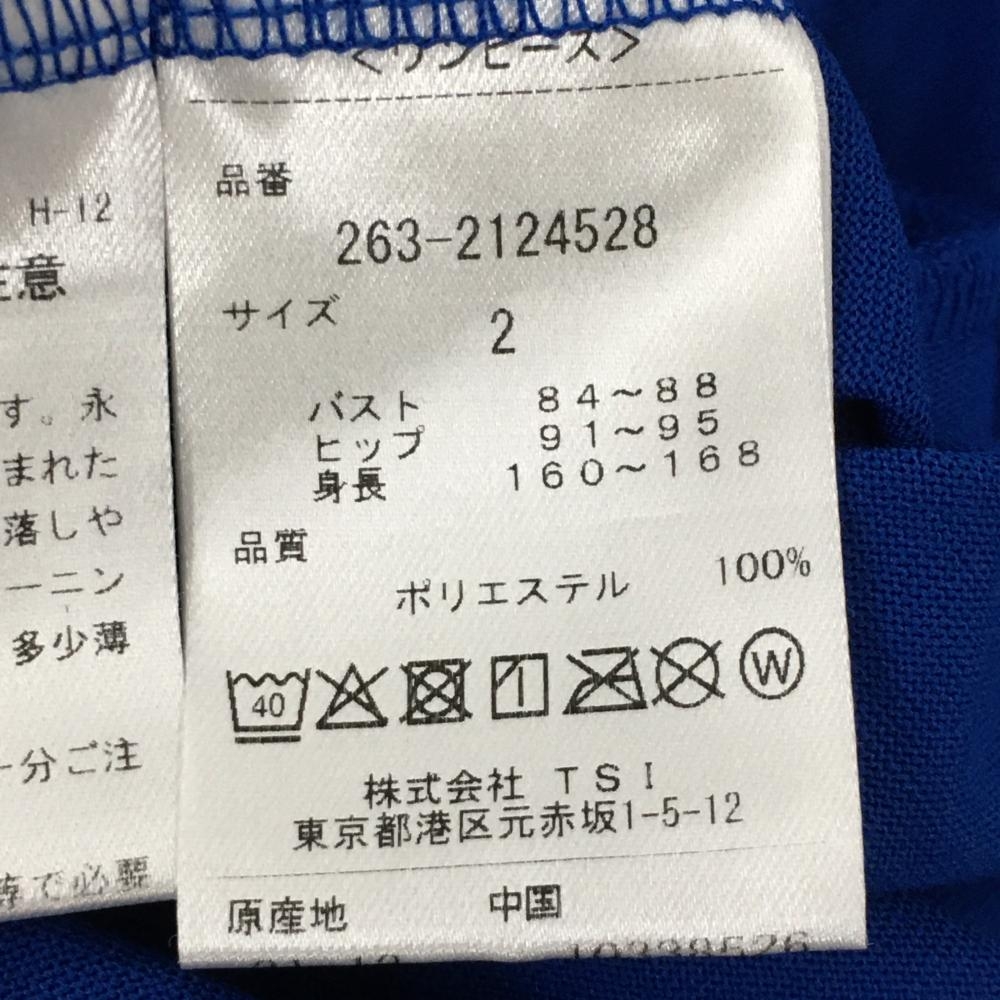 H-12
意
す。永
まれた
落しや
ーニン
多少薄
分ご注
で必要
<ワンピース>
品番
263-2124528
サイズ 2
バスト 84~88
ヒップ 91~95
身長 160~168
品質
ポリエステル 100%
40
W
株式会社 TSI
東京都港区元赤坂1-5-12
原産地 中国